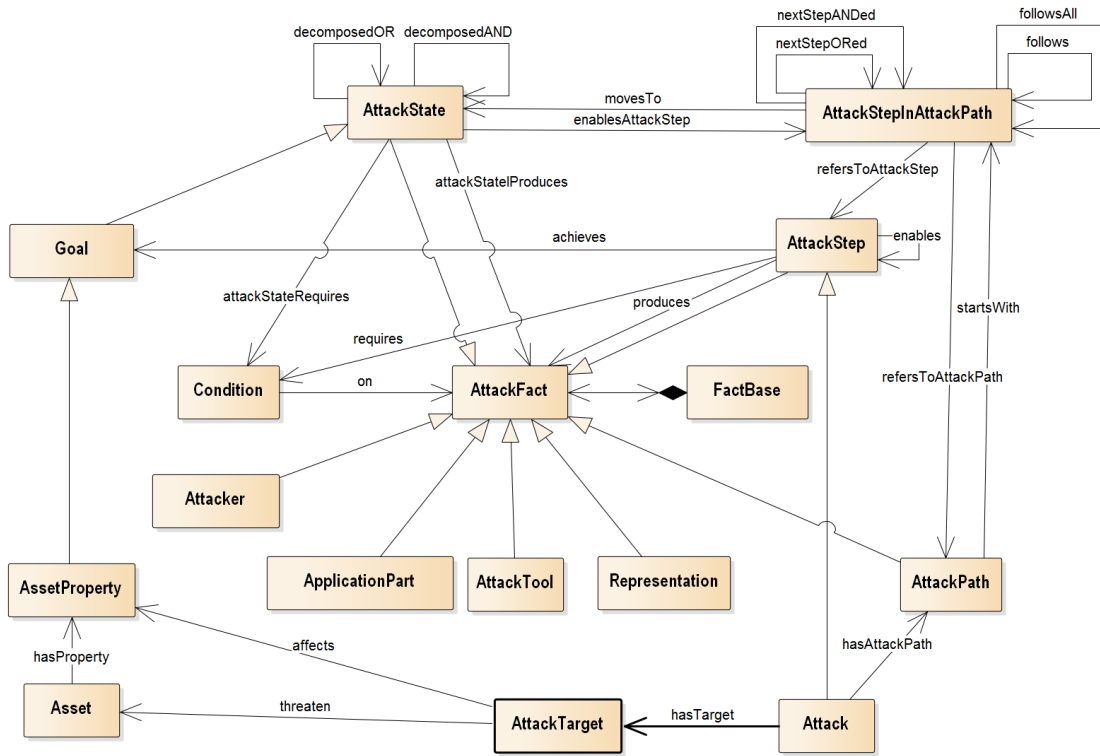 decomposedOR
decomposedAND
nextStepANDed
nextStepORed
followsAll
follows
AttackState
movesTo
enablesAttackStep
AttackStepInAttackPath
attackStatelProduces
refersToAttackStep
Goal
achieves
AttackStep
enables
attackStateRequires
produces
startsWith
requires
Condition
on
AttackFact
FactBase
refersToAttackPath
Attacker
AssetProperty
ApplicationPart
AttackTool
Representation
AttackPath
hasProperty
affects
hasAttackPath
Asset
threaten
AttackTarget
hasTarget
Attack